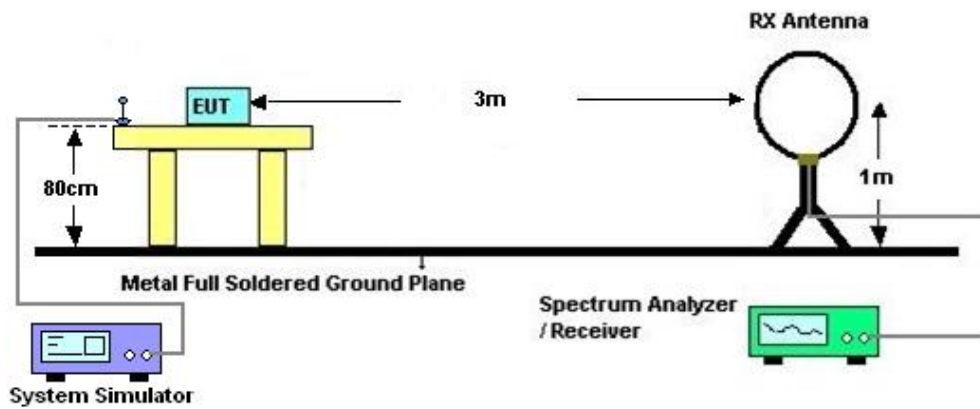 RX Antenna
EUT
3m
80cm
1m
Metal Full Soldered Ground Plane
Spectrum Analyzer
/ Receiver
System Simulator